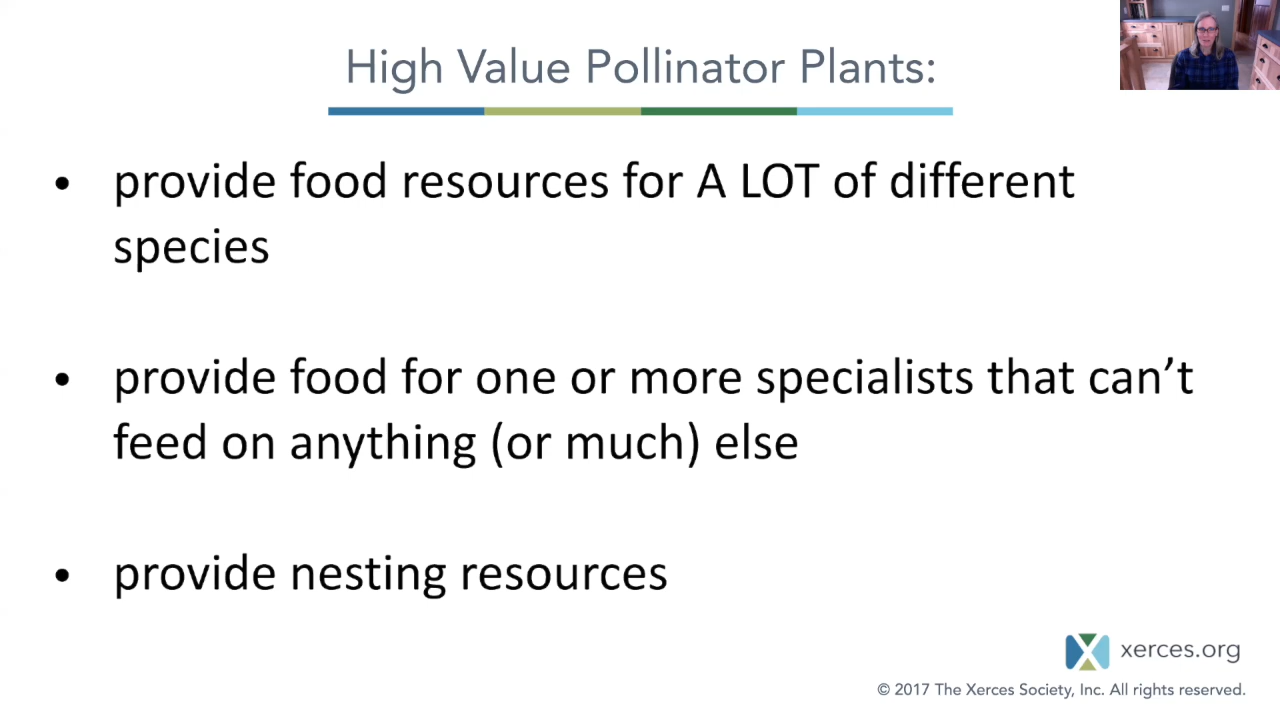 High Value Pollinator Plants:
• provide food resources for A LOT of different
species
• provide food for one or more specialists that can’t
feed on anything (or much) else
• provide nesting resources
xerces.org
© 2017 The Xerces Society, Inc. All rights reserved.